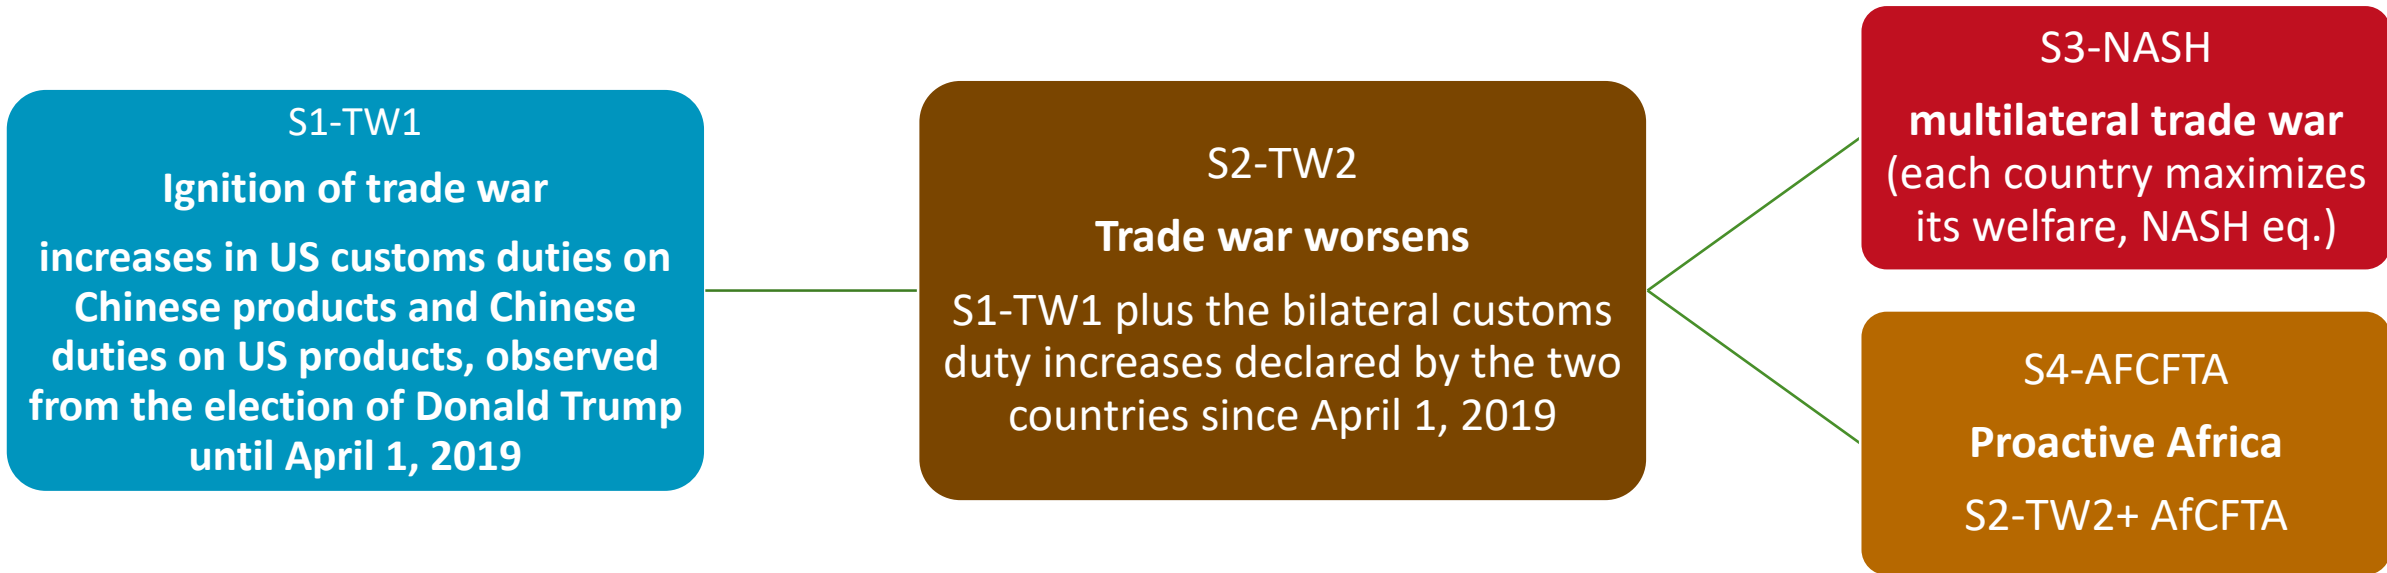 S1-TW1
Ignition of trade war
increases in US customs duties on
Chinese products and Chinese
duties on US products, observed
from the election of Donald Trump
until April 1, 2019
S2-TW2
Trade war worsens
S1-TW1 plus the bilateral customs
duty increases declared by the two
countries since April 1, 2019
S3-NASH
multilateral trade war
(each country maximizes
its welfare, NASH eq.)
S4-AFCFTA
Proactive Africa
S2-TW2+ AfCFTA